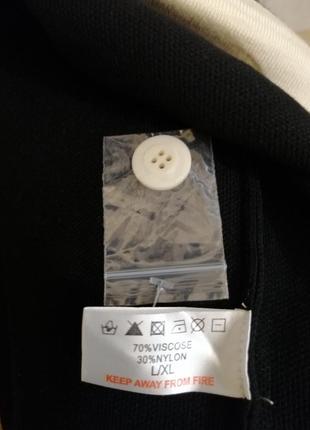 70%VISCOSE
30%NYLON
L/XL
KEEP AWAY FROM FIRE